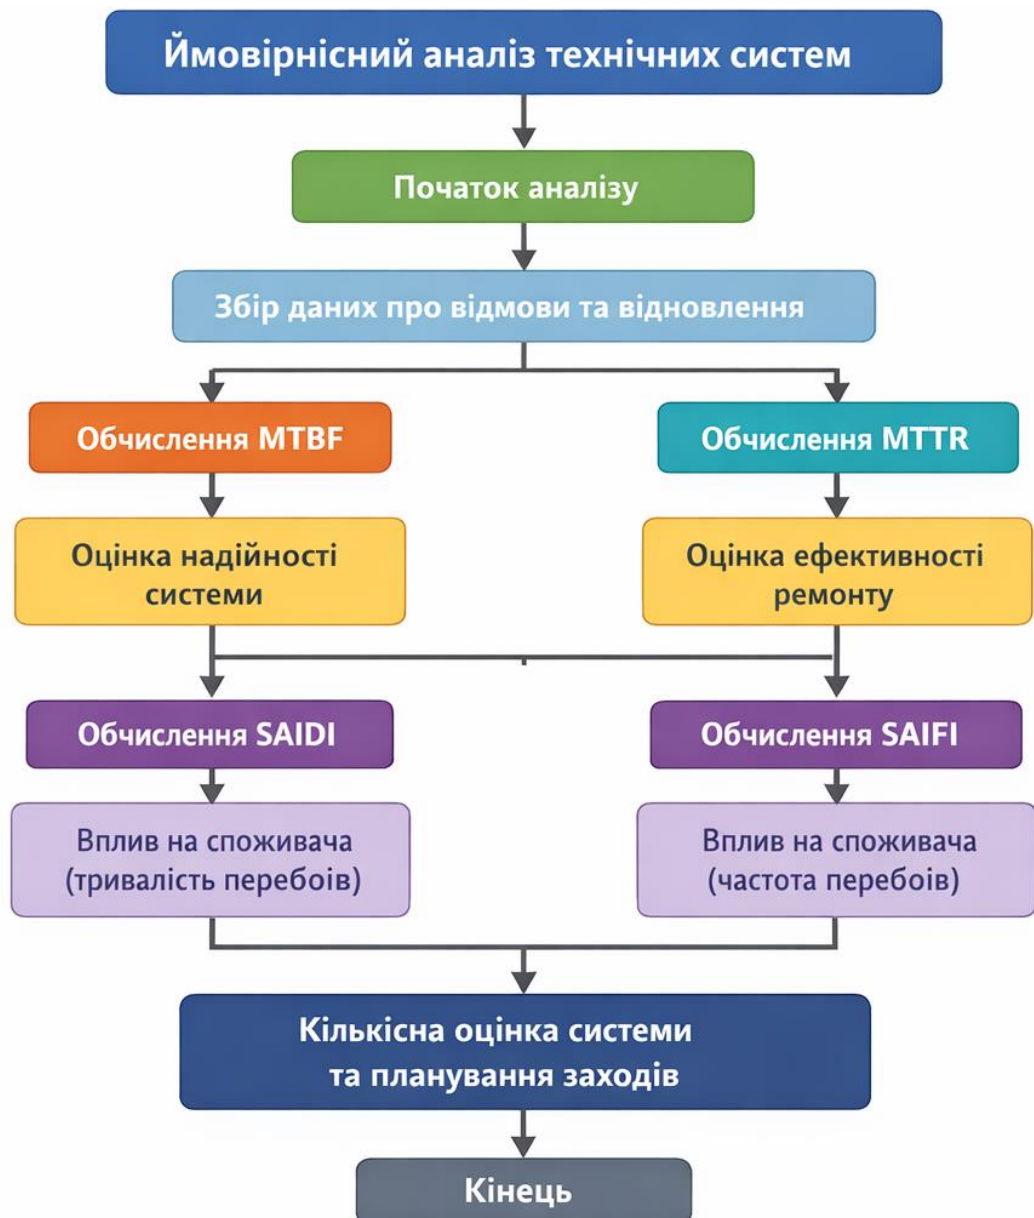 Ймовірнісний аналіз технічних систем
Початок аналізу
Збір даних про відмови та відновлення
Обчислення MTBF
Обчислення MTTR
Оцінка надійності
системи
Оцінка ефективності
ремонту
Обчислення SAIDI
Обчислення SAIFI
Вплив на споживача
(тривалість перебоів)
Вплив на споживача
(частота перебоів)
Кількісна оцінка системи
та планування заходів
Кінець